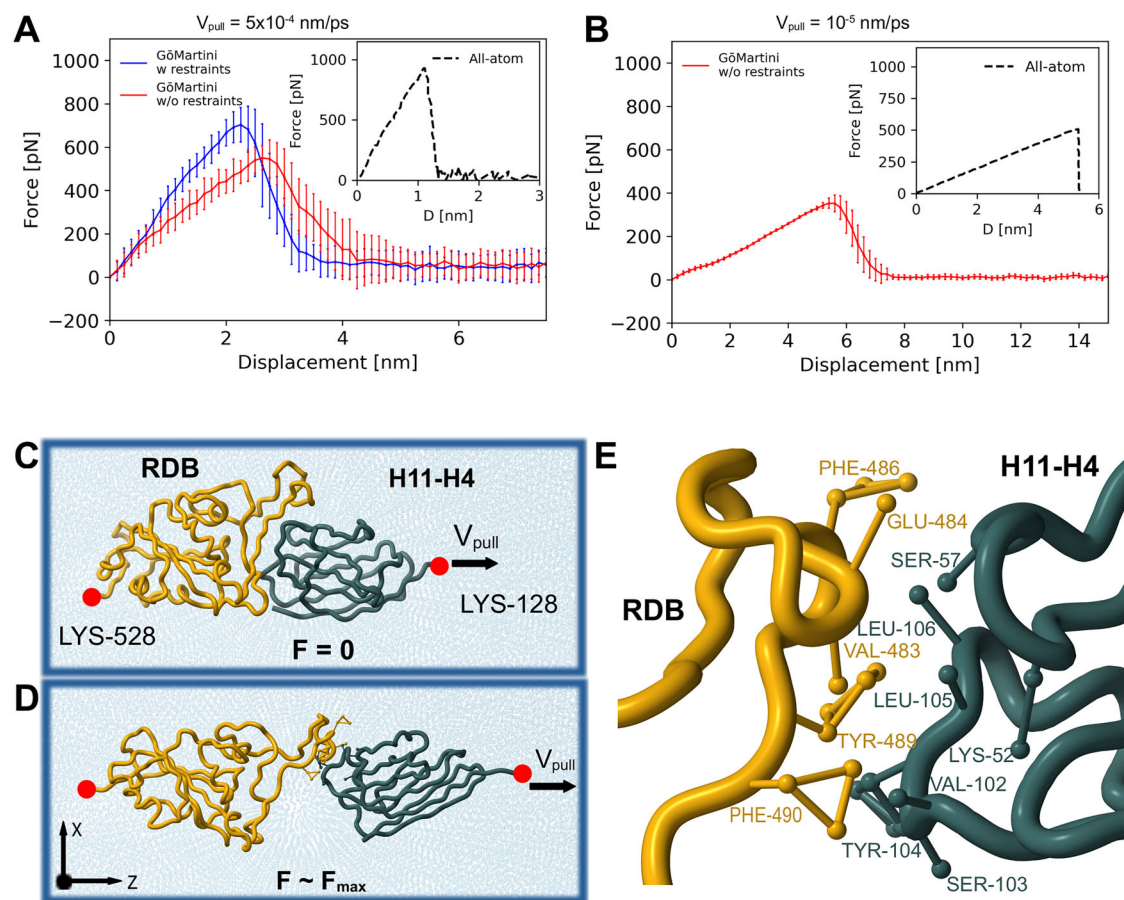 A
V_pull = 5x10⁻⁴ nm/ps
GōMartini
w restraints
GōMartini
w/o restraints
Force [pN]
1000
800
600
400
200
0
−200
0
2
4
6
Displacement [nm]
All-atom
Force [pN]
1000
750
500
250
0
0
1
2
3
D [nm]
B
V_pull = 10⁻⁵ nm/ps
GōMartini
w/o restraints
Force [pN]
1000
800
600
400
200
0
−200
0
2
4
6
8
10
12
14
Displacement [nm]
All-atom
Force [pN]
1000
750
500
250
0
0
2
4
6
D [nm]
C
RDB
H11-H4
V_pull
LYS-528
LYS-128
F = 0
D
V_pull
X
Z
F ~ F_max
E
H11-H4
RDB
PHE-486
GLU-484
SER-57
LEU-106
VAL-483
LEU-105
TYR-489
LYS-52
VAL-102
PHE-490
TYR-104
SER-103